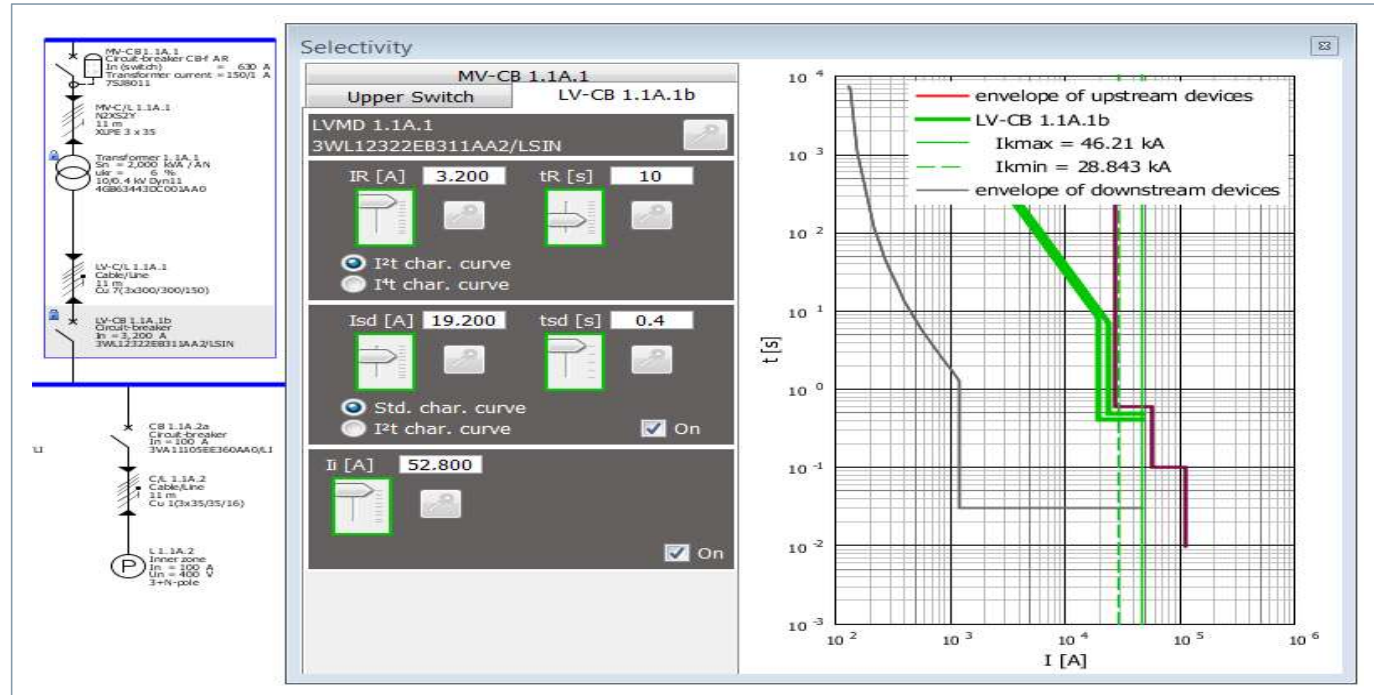 MV-CB 1.1A.1
Circuit-breaker CB-f AR
In (switch) = 630 A
Transformer current = 150/1 A
7SJ8011
MV-C/L 1.1A.1
N2XS2Y
11 m
XLPE 3 x 35
Transformer 1.1A.1
Sn = 2,000 kVA / AN
ukr = 6 %
10/0.4 kV Dyn11
4GB63443DC001AA0
LV-C/L 1.1A.1
Cable/Line
11 m
Cu 7(3x300/300/150)
LV-CB 1.1A.1b
Circuit-breaker
In = 3,200 A
3WL12322EB311AA2/LSIN
CB 1.1A.2a
Circuit-breaker
In = 100 A
3VA11105EE360AA0/LI
LI
C/L 1.1A.2
Cable/Line
11 m
Cu 1(3x35/35/16)
L 1.1A.2
Inner zone
In = 100 A
Un = 400 V
3+N-pole
P
Selectivity
MV-CB 1.1A.1
Upper Switch
LV-CB 1.1A.1b
LVMD 1.1A.1
3WL12322EB311AA2/LSIN
IR [A] 3.200 tR [s] 10
I²t char. curve
I⁴t char. curve
Isd [A] 19.200 tsd [s] 0.4
Std. char. curve
I²t char. curve
On
Ii [A] 52.800
On
envelope of upstream devices
LV-CB 1.1A.1b
Ikmax = 46.21 kA
Ikmin = 28.843 kA
envelope of downstream devices
t [s]
10 4
10 3
10 2
10 1
10 0
10 -1
10 -2
10 -3
10 2 10 3 10 4 10 5 10 6
I [A]